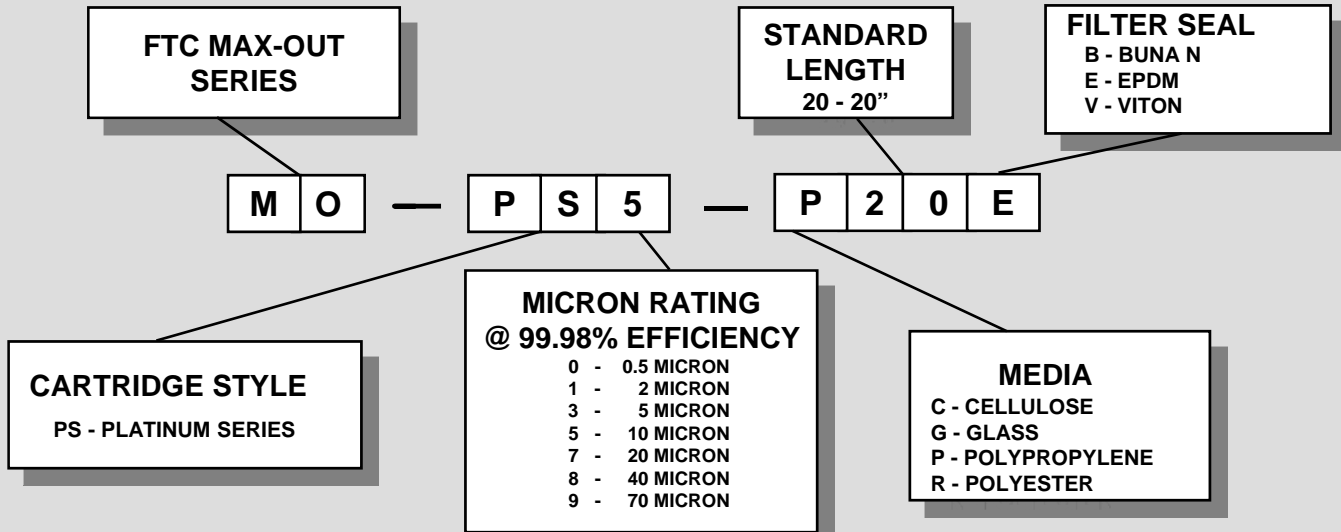 FTC MAX-OUT
SERIES
STANDARD
LENGTH
20 - 20”
FILTER SEAL
B - BUNA N
E - EPDM
V - VITON
M O — P S 5 — P 2 0 E
CARTRIDGE STYLE
PS - PLATINUM SERIES
MICRON RATING
@ 99.98% EFFICIENCY
0 - 0.5 MICRON
1 - 2 MICRON
3 - 5 MICRON
5 - 10 MICRON
7 - 20 MICRON
8 - 40 MICRON
9 - 70 MICRON
MEDIA
C - CELLULOSE
G - GLASS
P - POLYPROPYLENE
R - POLYESTER